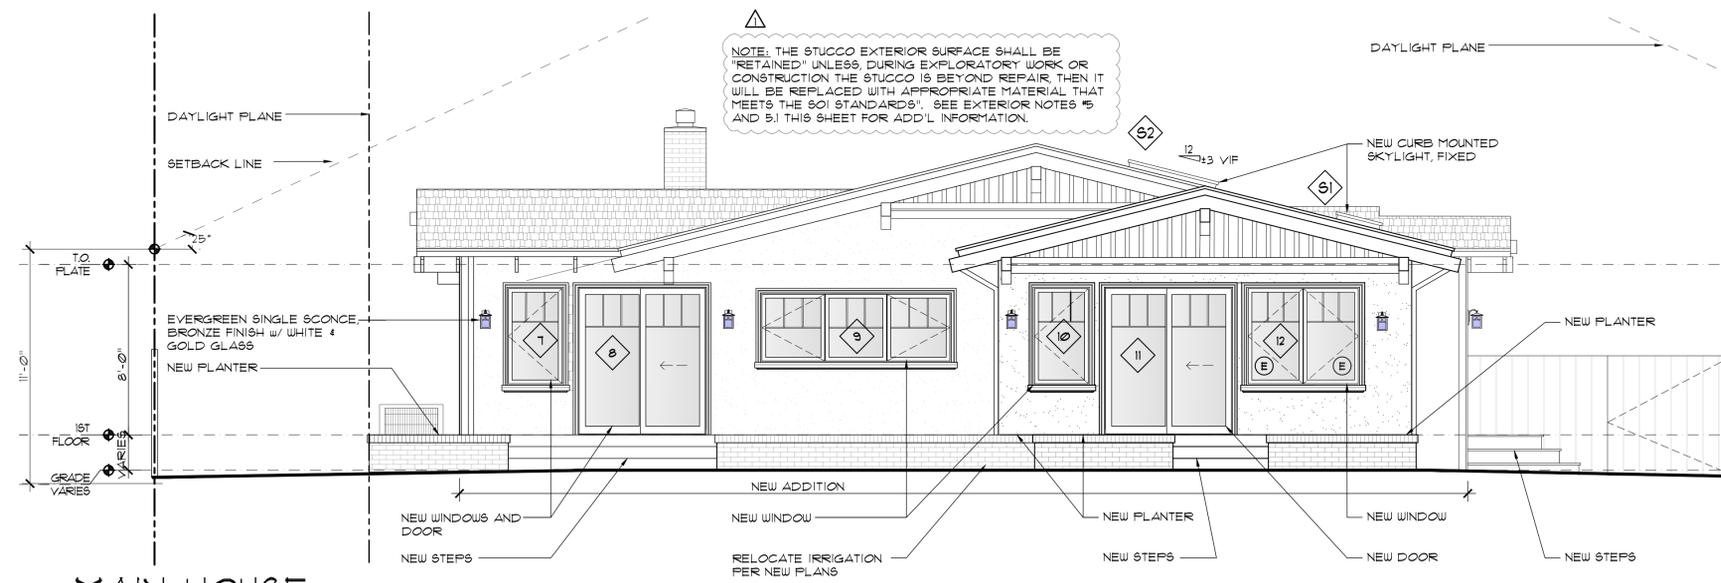 1
NOTE: THE STUCCO EXTERIOR SURFACE SHALL BE
"RETAINED" UNLESS, DURING EXPLORATORY WORK OR
CONSTRUCTION THE STUCCO IS BEYOND REPAIR, THEN IT
WILL BE REPLACED WITH APPROPRIATE MATERIAL THAT
MEETS THE SOI STANDARDS". SEE EXTERIOR NOTES #5
AND 5.1 THIS SHEET FOR ADD'L INFORMATION.
DAYLIGHT PLANE
DAYLIGHT PLANE
SETBACK LINE
S2
12
±3 VIF
NEW CURB MOUNTED
SKYLIGHT, FIXED
S1
25°
T.O.
PLATE
EVERGREEN SINGLE SCONCE,
BRONZE FINISH w/ WHITE &
GOLD GLASS
NEW PLANTER
11'-0"
8'-0"
7
8
9
10
11
12
E
E
NEW PLANTER
1ST
FLOOR
VARIES
GRADE
VARIES
NEW ADDITION
NEW WINDOWS AND
DOOR
NEW WINDOW
NEW PLANTER
NEW WINDOW
NEW STEPS
RELOCATE IRRIGATION
PER NEW PLANS
NEW STEPS
NEW DOOR
NEW STEPS
MAIN HOUSE